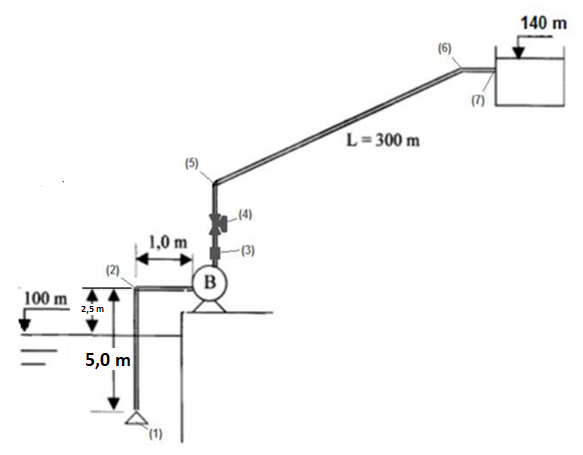 140 m
(6)
(7)
L = 300 m
(5)
(4)
1,0 m
(3)
(2)
B
100 m
2,5 m
5,0 m
(1)